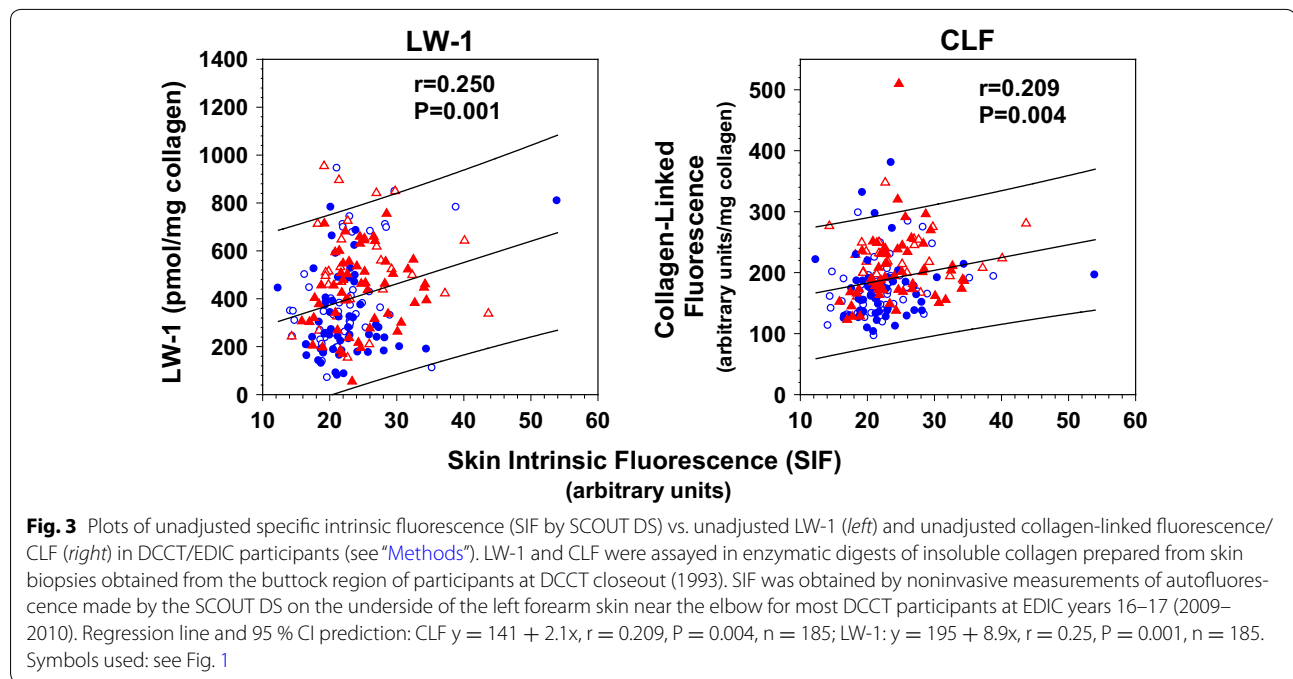 LW-1
CLF
r=0.250
P=0.001
r=0.209
P=0.004
LW-1 (pmol/mg collagen)
1400
1200
1000
800
600
400
200
0
10 20 30 40 50 60
Collagen-Linked
Fluorescence
(arbitrary units/mg collagen)
500
400
300
200
100
0
10 20 30 40 50 60
Skin Intrinsic Fluorescence (SIF)
(arbitrary units)
Fig. 3 Plots of unadjusted specific intrinsic fluorescence (SIF by SCOUT DS) vs. unadjusted LW-1 (left) and unadjusted collagen-linked fluorescence/
CLF (right) in DCCT/EDIC participants (see “Methods”). LW-1 and CLF were assayed in enzymatic digests of insoluble collagen prepared from skin
biopsies obtained from the buttock region of participants at DCCT closeout (1993). SIF was obtained by noninvasive measurements of autofluores-
cence made by the SCOUT DS on the underside of the left forearm skin near the elbow for most DCCT participants at EDIC years 16–17 (2009–
2010). Regression line and 95 % CI prediction: CLF y = 141 + 2.1x, r = 0.209, P = 0.004, n = 185; LW-1: y = 195 + 8.9x, r = 0.25, P = 0.001, n = 185.
Symbols used: see Fig. 1